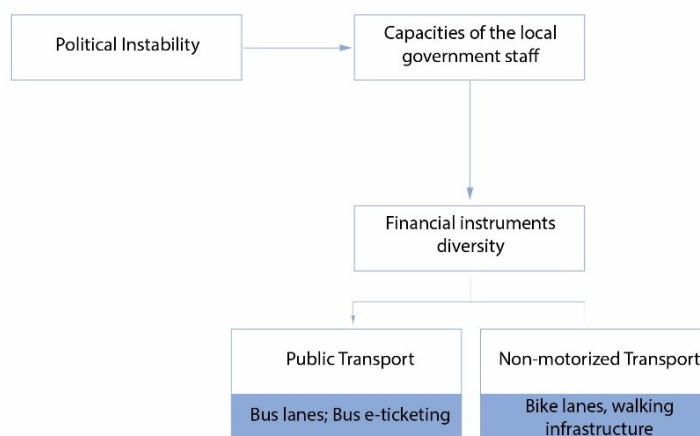 Political Instability
Capacities of the local
government staff
Financial instruments
diversity
Public Transport
Non-motorized Transport
Bus lanes; Bus e-ticketing
Bike lanes, walking
infrastructure